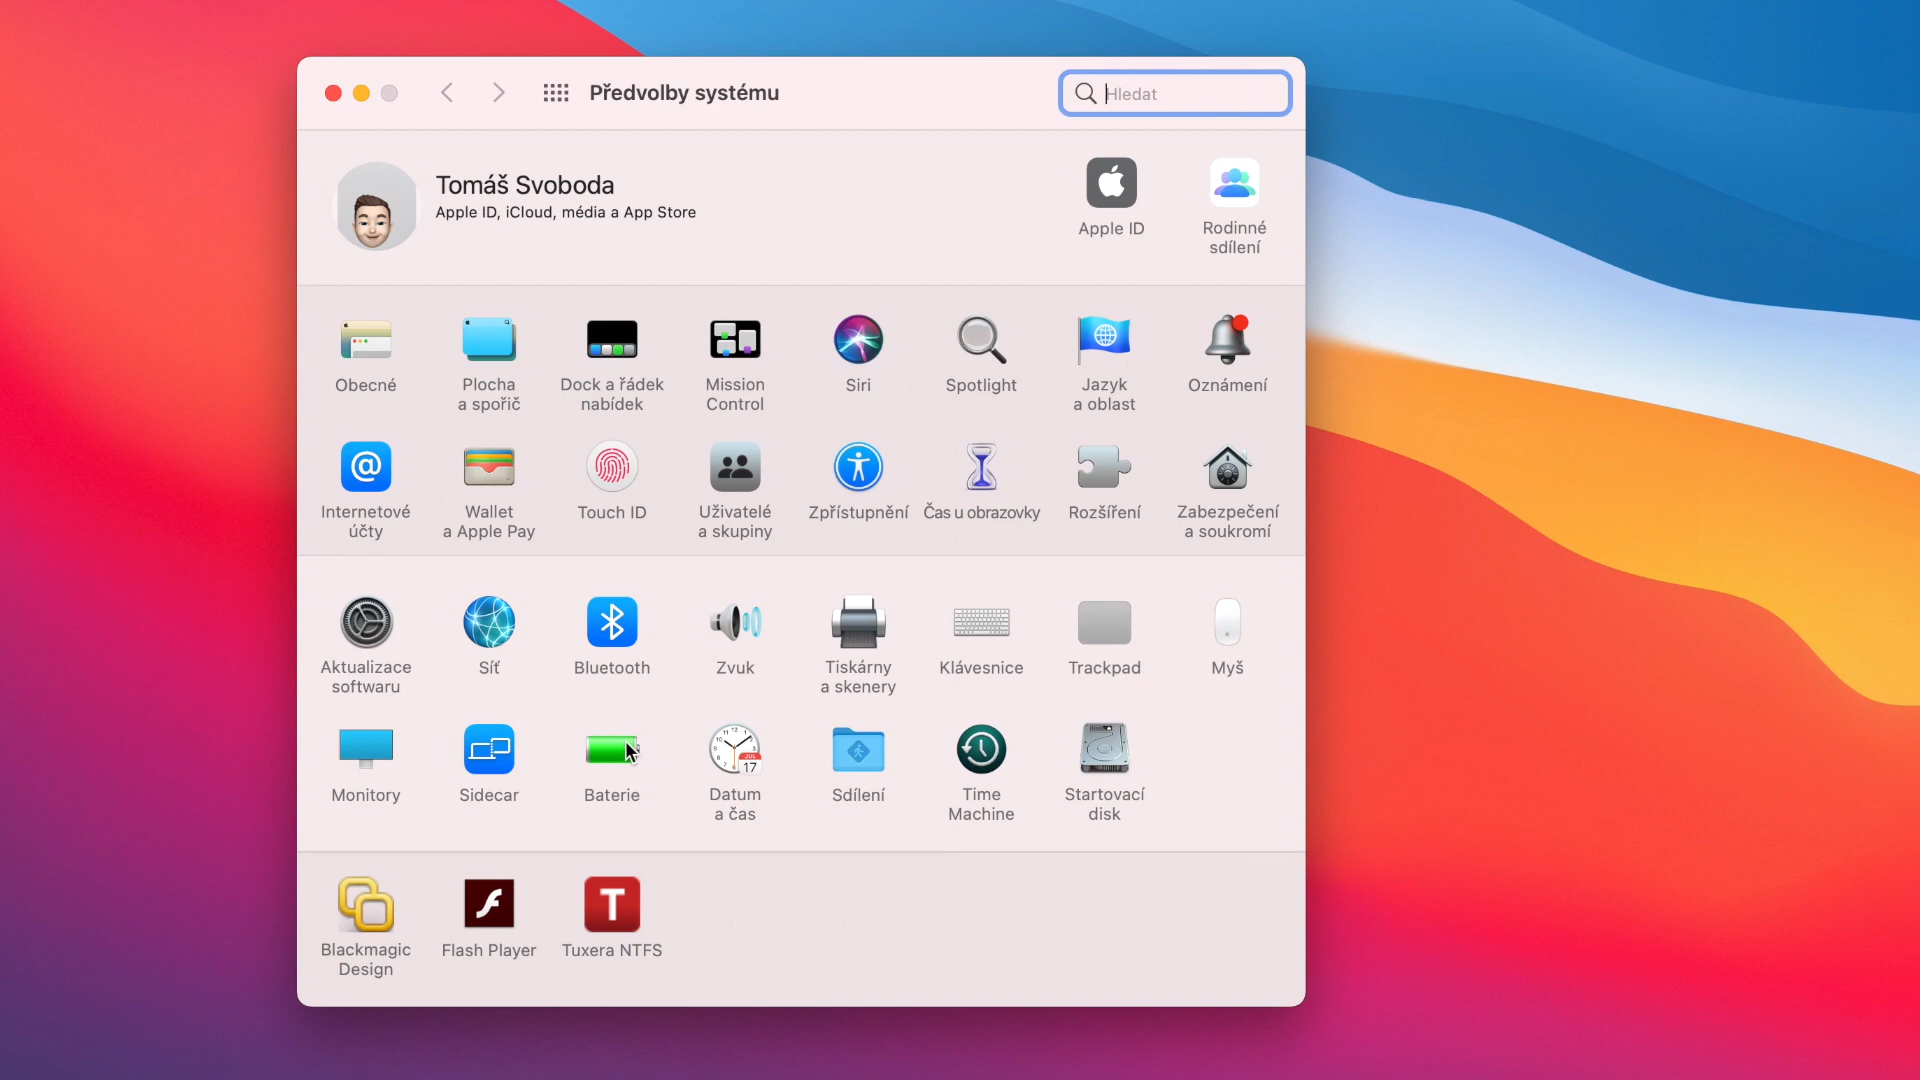 Předvolby systému
Hledat
Tomáš Svoboda
Apple ID, iCloud, média a App Store
Apple ID
Rodinné
sdílení
Obecné
Plocha
a spořič
Dock a řádek
nabídek
Mission
Control
Siri
Spotlight
Jazyk
a oblast
Oznámení
@
Internetové
účty
Wallet
a Apple Pay
Touch ID
Uživatelé
a skupiny
Zpřístupnění
Čas u obrazovky
Rozšíření
Zabezpečení
a soukromí
Aktualizace
softwaru
Síť
Bluetooth
Zvuk
Tiskárny
a skenery
Klávesnice
Trackpad
Myš
Monitory
Sidecar
Baterie
JUL
17
Datum
a čas
Sdílení
Time
Machine
Startovací
disk
Blackmagic
Design
Flash Player
T
Tuxera NTFS